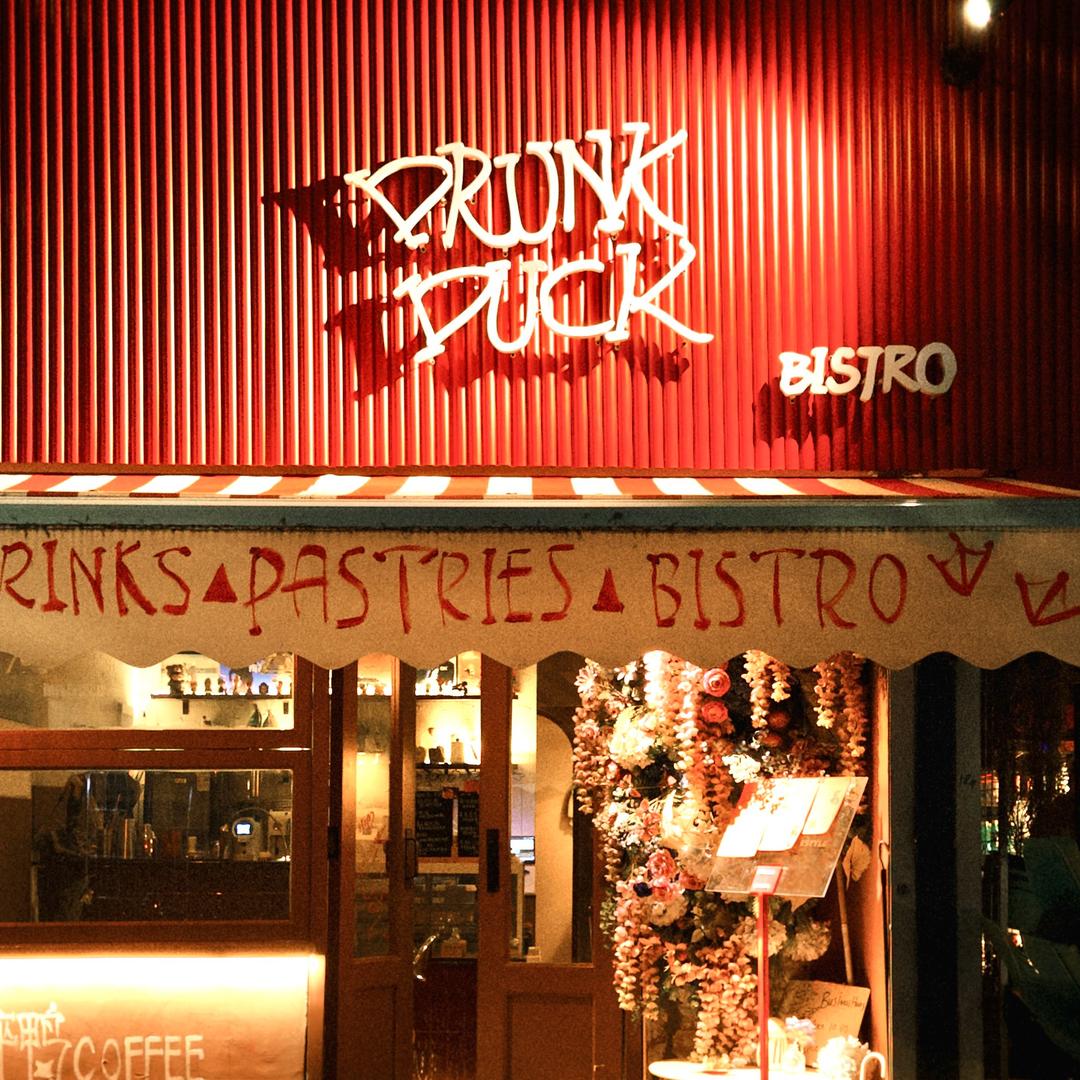 DRUNK
DUCK
BISTRO
RINKS▲PASTRIES▲BISTRO
COFFEE